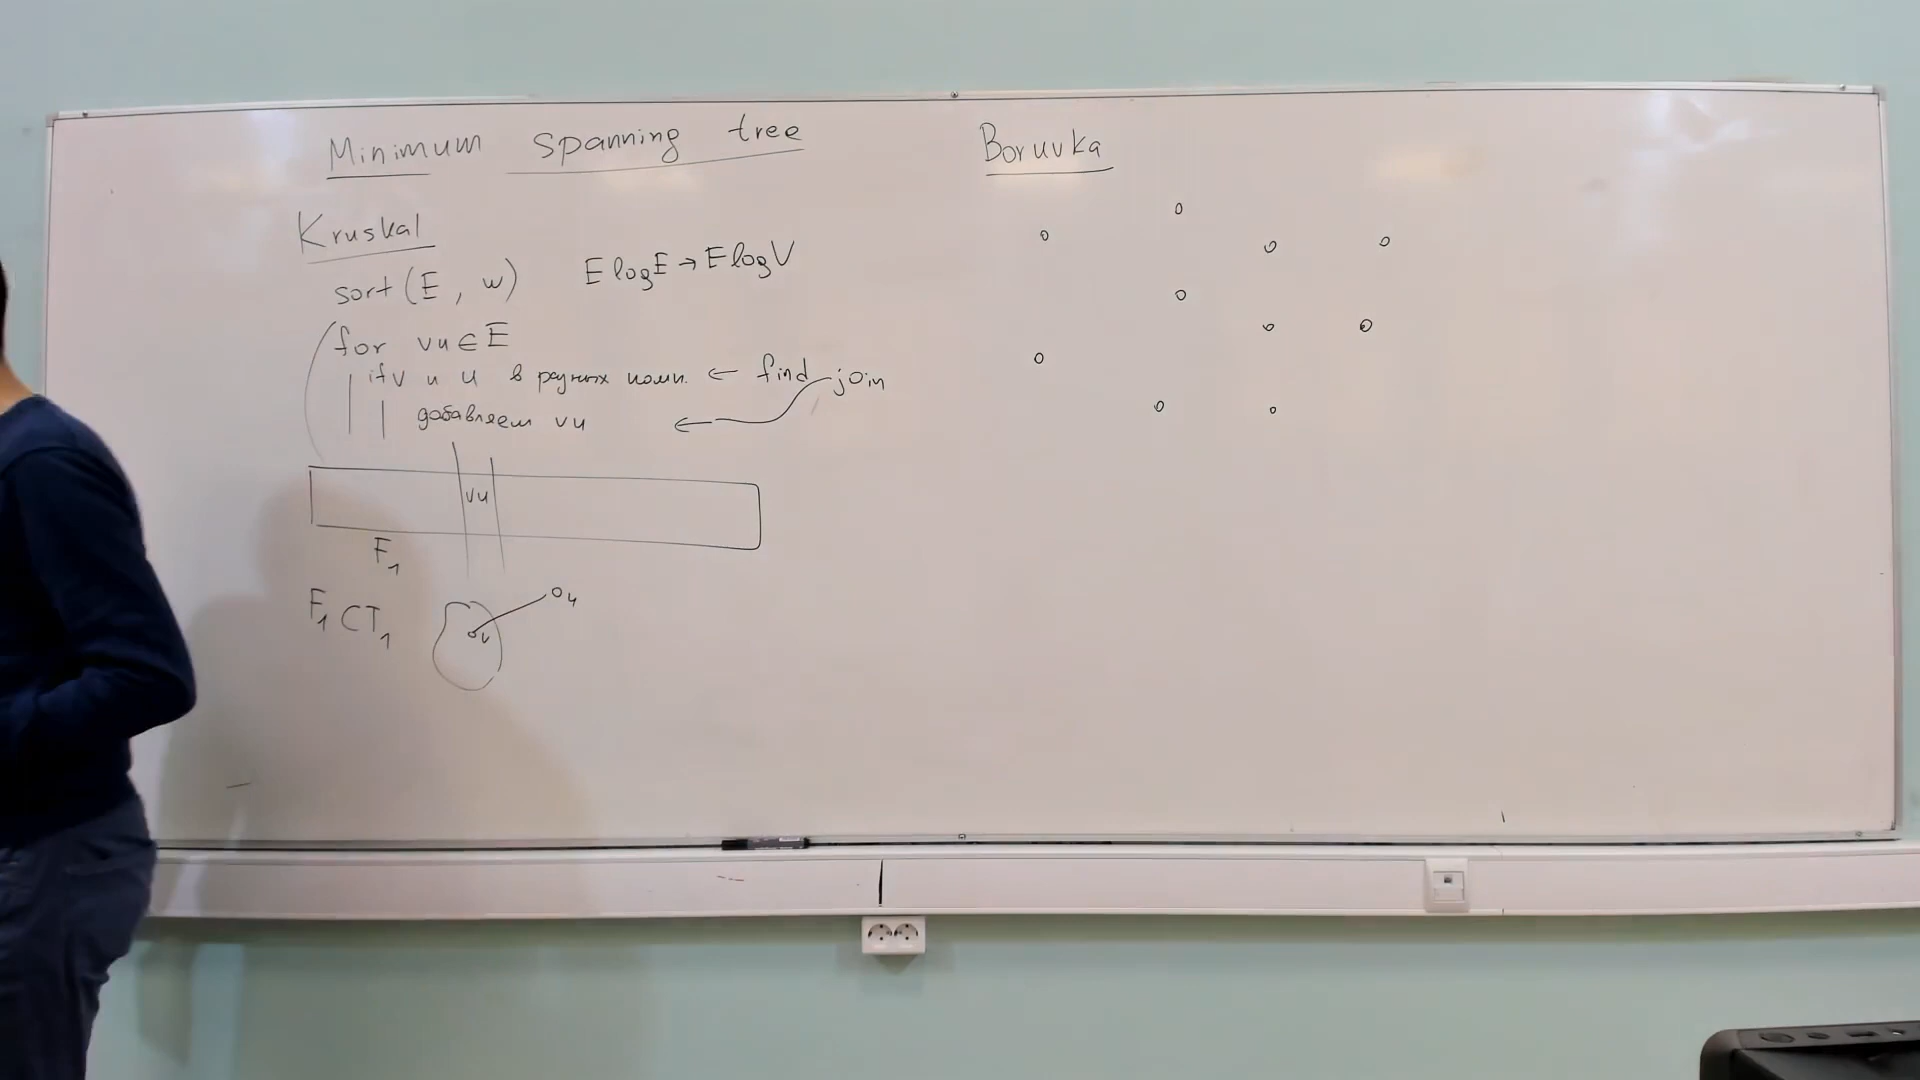 Minimum spanning tree
Kruskal
sort (E, w) E log E → E log V
for vu ∈ E
if v и u в разных комп. ← find join
добавляем vu ←
vu
F₁
F₁ ⊂ T₁
v u
Boruvka